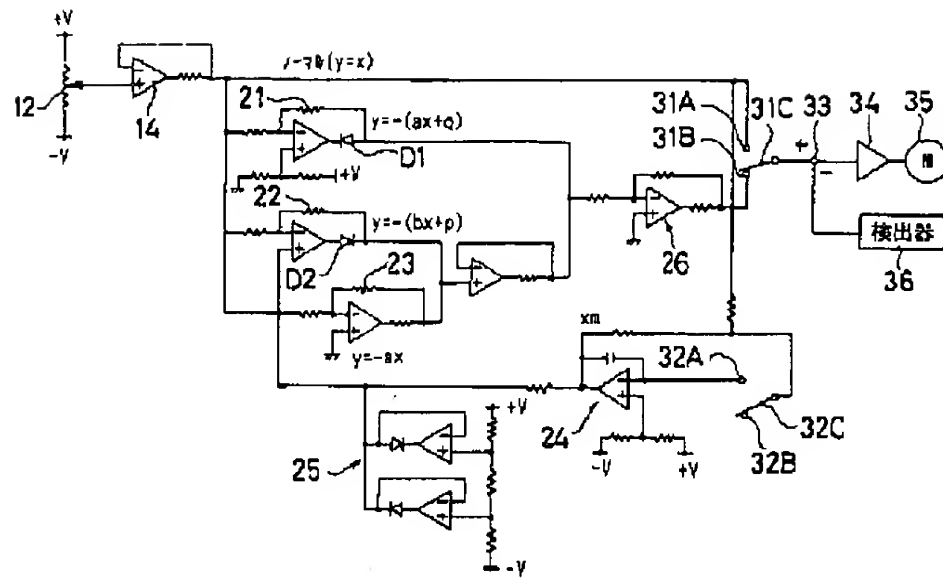 +V
12
-V
14
ノーマル(y=x)
21
y=-(ax+q)
D1
+V
22
y=-(bx+p)
D2
23
y=-ax
26
31A
31C
33
34
35
31B
+
-
M
検出器
36
xm
32A
24
-V
+V
32C
32B
25
+V
-V